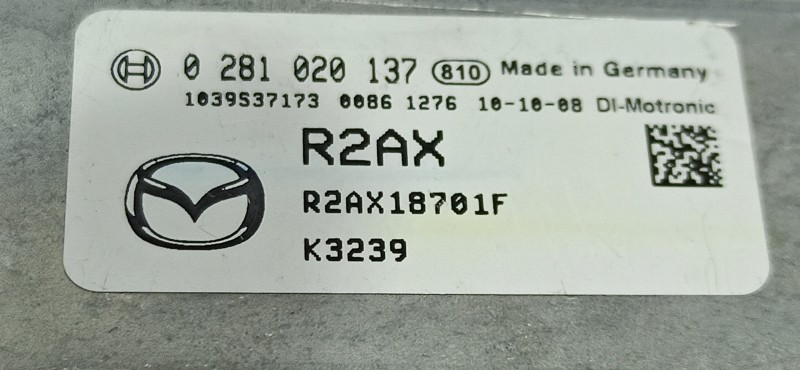 0 281 020 137 810 Made in Germany
1039S37173 0086 1276 10-10-08 DI-Motronic
R2AX
R2AX18701F
K3239